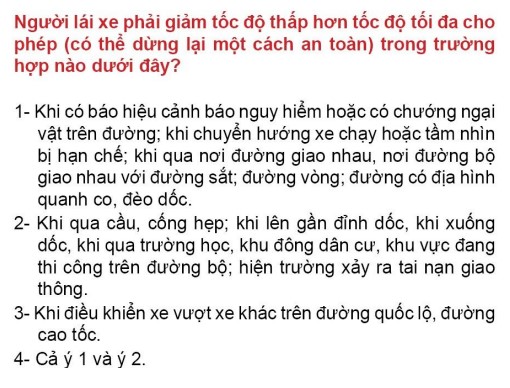 Người lái xe phải giảm tốc độ thấp hơn tốc độ tối đa cho
phép (có thể dừng lại một cách an toàn) trong trường
hợp nào dưới đây?
1- Khi có báo hiệu cảnh báo nguy hiểm hoặc có chướng ngại
vật trên đường; khi chuyển hướng xe chạy hoặc tầm nhìn
bị hạn chế; khi qua nơi đường giao nhau, nơi đường bộ
giao nhau với đường sắt; đường vòng; đường có địa hình
quanh co, đèo dốc.
2- Khi qua cầu, cống hẹp; khi lên gần đỉnh dốc, khi xuống
dốc, khi qua trường học, khu đông dân cư, khu vực đang
thi công trên đường bộ; hiện trường xảy ra tai nạn giao
thông.
3- Khi điều khiển xe vượt xe khác trên đường quốc lộ, đường
cao tốc.
4- Cả ý 1 và ý 2.